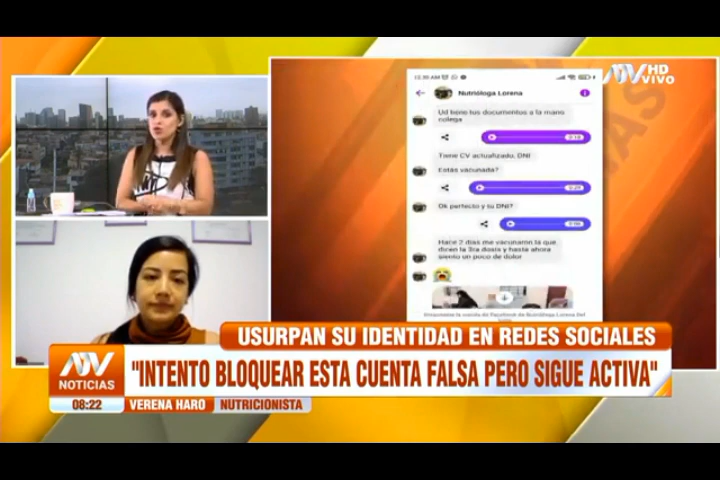 ATV HD
VIVO
12:30 AM
Nutrióloga Lorena
Ud tiene tus documentos a la mano
colega
Tiene CV actualizado, DNI
Estás vacunada?
Ok perfecto y tu DNI?
Hace 2 días me vacunamn la que
dicen la 3ra dosis y hasta ahora
siento un poco de dolor
USURPAN SU IDENTIDAD EN REDES SOCIALES
ATV
NOTICIAS
"INTENTO BLOQUEAR ESTA CUENTA FALSA PERO SIGUE ACTIVA"
08:22 VERENA HARO NUTRICIONISTA